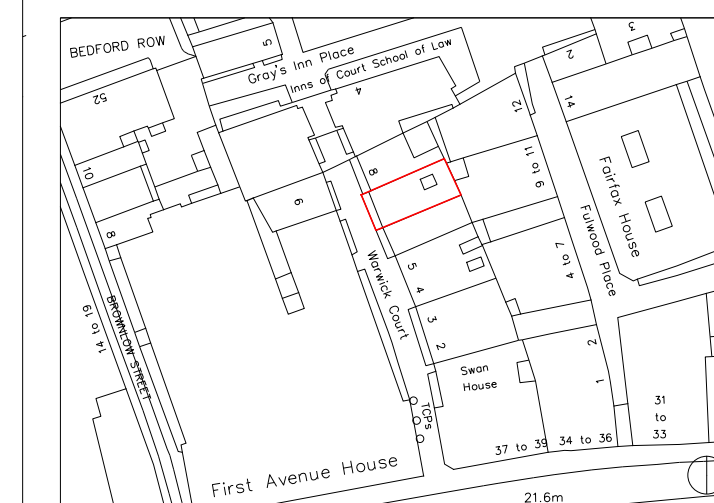 BEDFORD ROW
5
Gray's Inn Place
Inns of Court School of Law
3
2
52
4
12
14
10
8
9 to 11
Fairfax House
6
8
Fulwood Place
Warwick Court
5
4
4 to 7
BROWNLOW STREET
14 to 19
3
2
2
Swan
House
1
TCPs
31
to
33
37 to 39
34 to 36
First Avenue House
21.6m